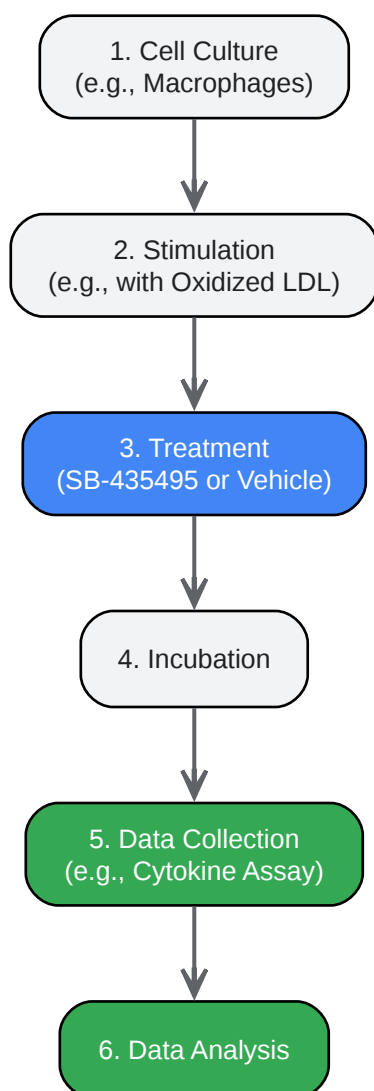 1. Cell Culture
(e.g., Macrophages)
2. Stimulation
(e.g., with Oxidized LDL)
3. Treatment
(SB-435495 or Vehicle)
4. Incubation
5. Data Collection
(e.g., Cytokine Assay)
6. Data Analysis